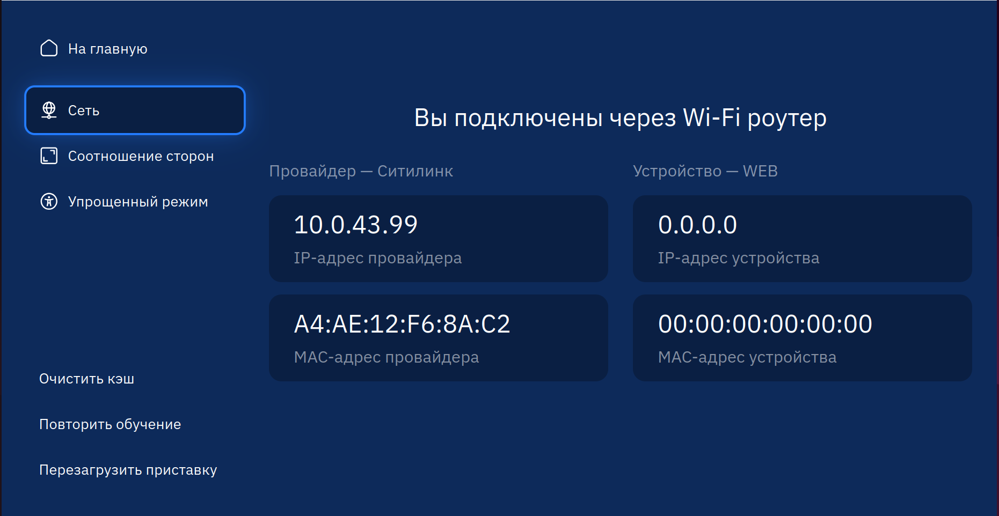 На главную
Сеть
Соотношение сторон
Упрощенный режим
Очистить кэш
Повторить обучение
Перезагрузить приставку
Вы подключены через Wi-Fi роутер
Провайдер — Ситилинк
10.0.43.99
IP-адрес провайдера
A4:AE:12:F6:8A:C2
MAC-адрес провайдера
Устройство — WEB
0.0.0.0
IP-адрес устройства
00:00:00:00:00:00
MAC-адрес устройства